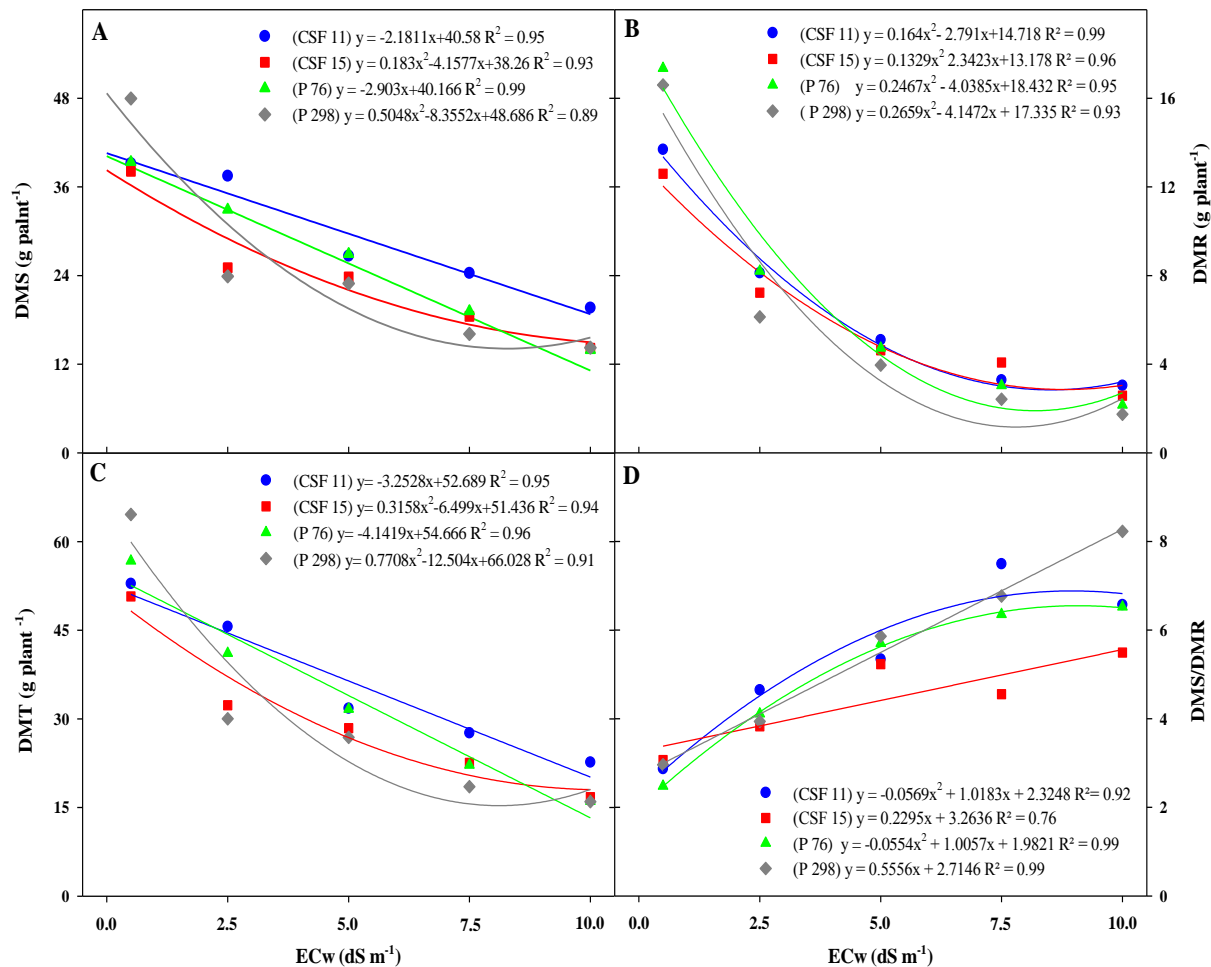 A
(CSF 11) y = -2.1811x+40.58 R² = 0.95
(CSF 15) y = 0.183x²-4.1577x+38.26 R² = 0.93
(P 76) y = -2.903x+40.166 R² = 0.99
(P 298) y = 0.5048x²-8.3552x+48.686 R² = 0.89
48
36
24
12
0
DMS (g palnt⁻¹)
B
(CSF 11) y = 0.164x²- 2.791x+14.718 R² = 0.99
(CSF 15) y = 0.1329x² 2.3423x+13.178 R² = 0.96
(P 76) y = 0.2467x² - 4.0385x+18.432 R² = 0.95
( P 298) y = 0.2659x²- 4.1472x + 17.335 R² = 0.93
16
12
8
4
0
DMR (g plant⁻¹)
C
(CSF 11) y= -3.2528x+52.689 R² = 0.95
(CSF 15) y= 0.3158x²-6.499x+51.436 R² = 0.94
(P 76) y= -4.1419x+54.666 R² = 0.96
(P 298) y= 0.7708x²-12.504x+66.028 R² = 0.91
60
45
30
15
0
DMT (g plant ⁻¹)
0.0 2.5 5.0 7.5 10.0
ECw (dS m⁻¹)
D
(CSF 11) y = -0.0569x² + 1.0183x + 2.3248 R²= 0.92
(CSF 15) y = 0.2295x + 3.2636 R² = 0.76
(P 76) y = -0.0554x² + 1.0057x + 1.9821 R² = 0.99
(P 298) y = 0.5556x + 2.7146 R² = 0.99
8
6
4
2
0
DMS/DMR
0.0 2.5 5.0 7.5 10.0
ECw (dS m⁻¹)